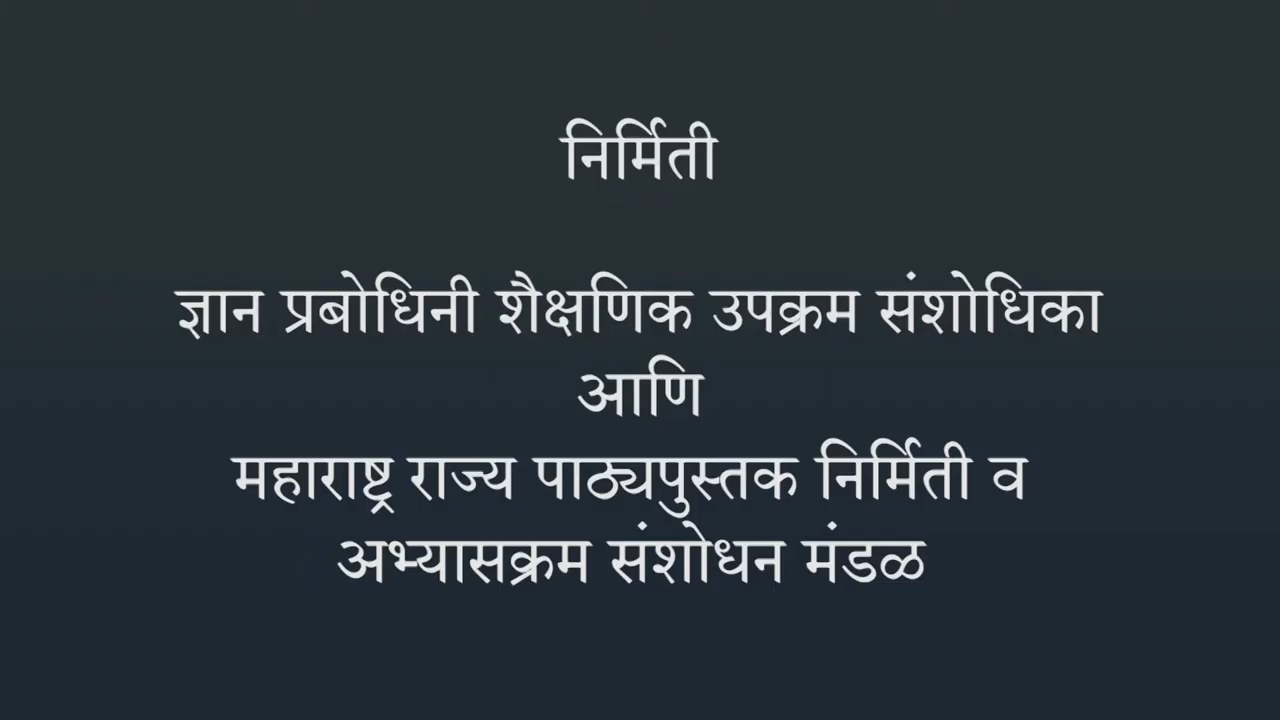 निर्मिती
ज्ञान प्रबोधिनी शैक्षणिक उपक्रम संशोधिका
आणि
महाराष्ट्र राज्य पाठ्यपुस्तक निर्मिती व
अभ्यासक्रम संशोधन मंडळ